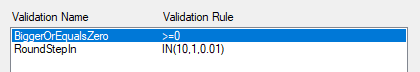 Validation Name Validation Rule
BiggerOrEqualsZero >=0
RoundStepIn IN(10,1,0.01)